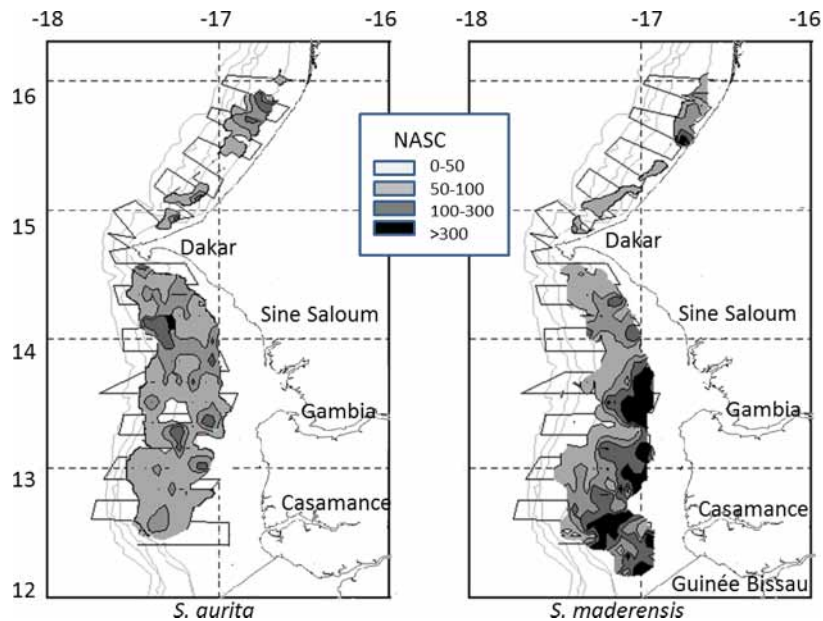 -18 -17 -16 -18 -17 -16
16
15
14
13
12
NASC
0-50
50-100
100-300
>300
Dakar
Sine Saloum
Gambia
Casamance
Dakar
Sine Saloum
Gambia
Casamance
Guinée Bissau
S. aurita
S. maderensis